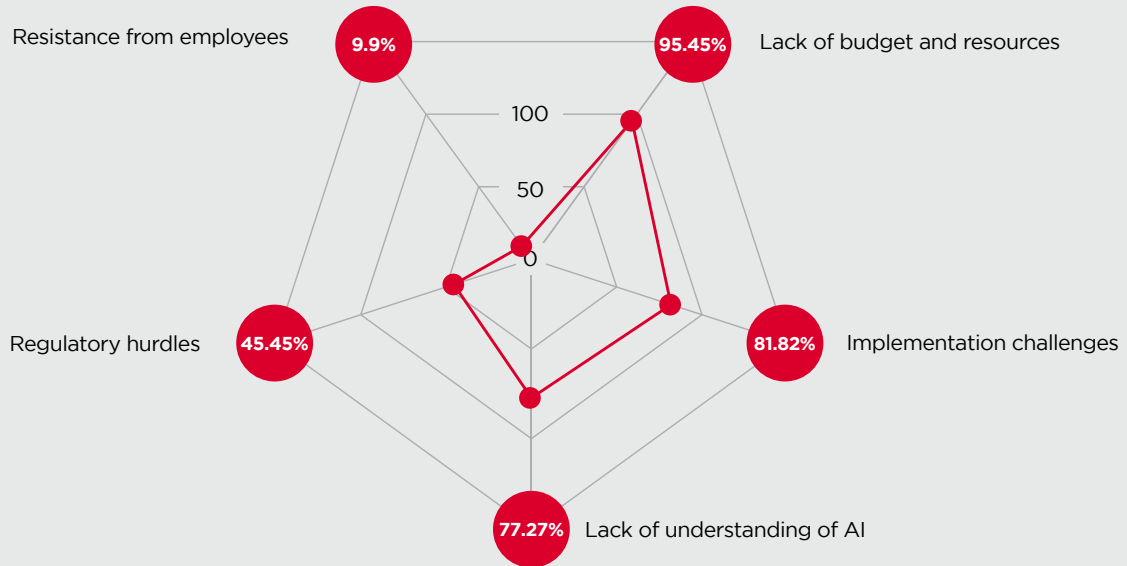 Resistance from employees
9.9%
95.45%
Lack of budget and resources
100
50
0
Regulatory hurdles
45.45%
81.82%
Implementation challenges
77.27%
Lack of understanding of AI